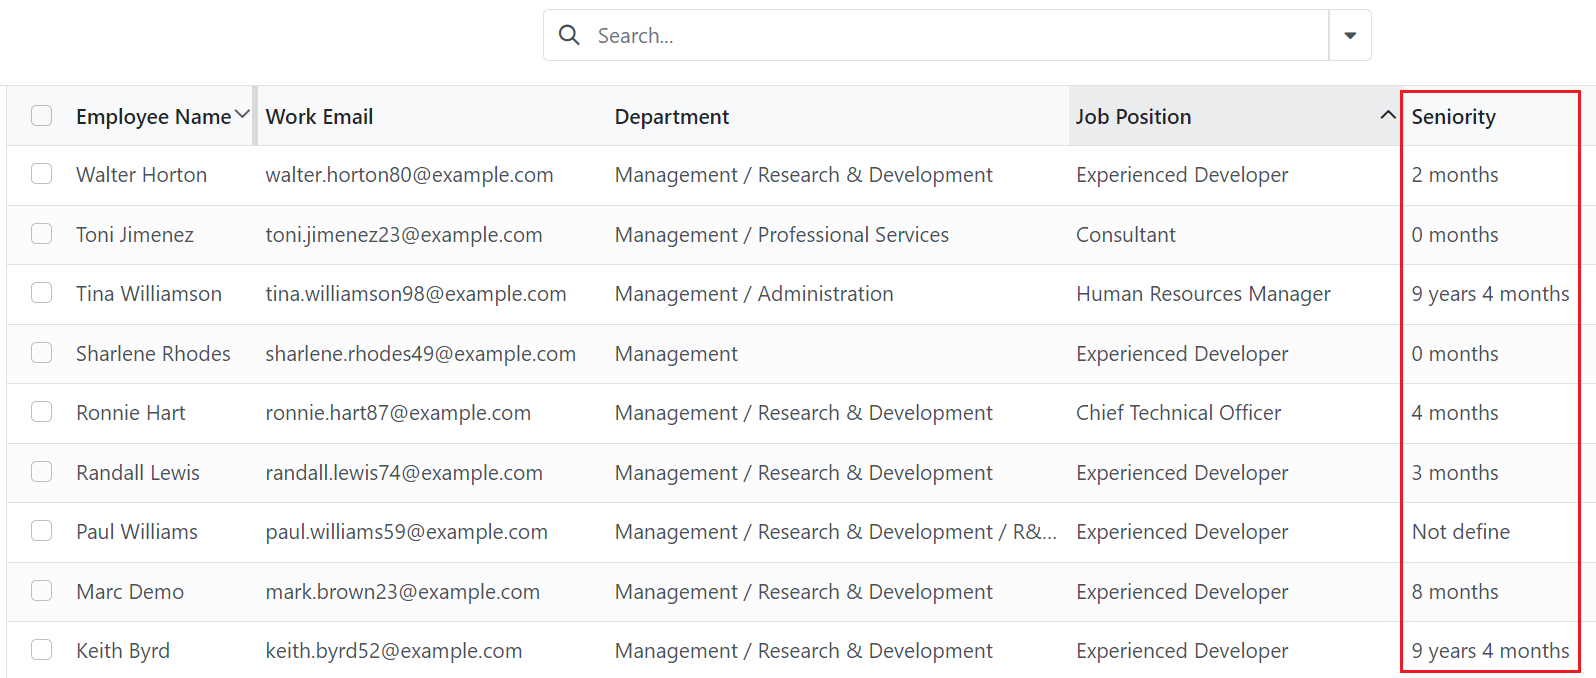 Search...
Employee Name Work Email Department Job Position Seniority
Walter Horton walter.horton80@example.com Management / Research & Development Experienced Developer 2 months
Toni Jimenez toni.jimenez23@example.com Management / Professional Services Consultant 0 months
Tina Williamson tina.williamson98@example.com Management / Administration Human Resources Manager 9 years 4 months
Sharlene Rhodes sharlene.rhodes49@example.com Management Experienced Developer 0 months
Ronnie Hart ronnie.hart87@example.com Management / Research & Development Chief Technical Officer 4 months
Randall Lewis randall.lewis74@example.com Management / Research & Development Experienced Developer 3 months
Paul Williams paul.williams59@example.com Management / Research & Development / R&... Experienced Developer Not define
Marc Demo mark.brown23@example.com Management / Research & Development Experienced Developer 8 months
Keith Byrd keith.byrd52@example.com Management / Research & Development Experienced Developer 9 years 4 months